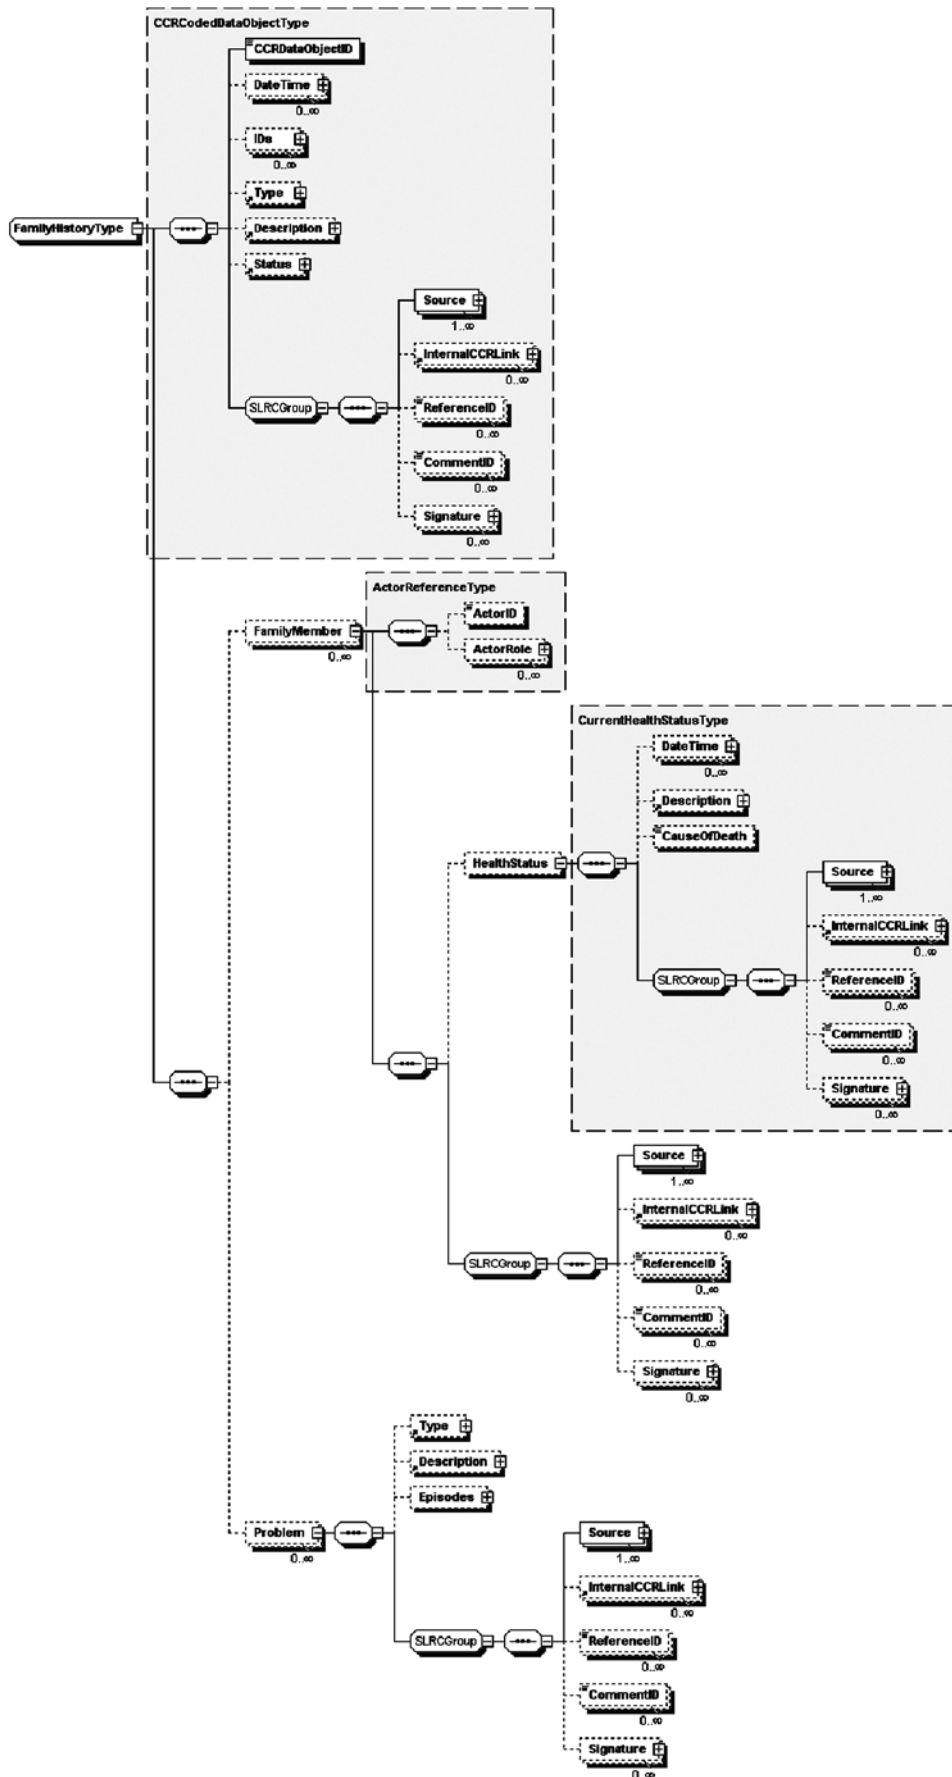 CCRCodedDataObjectType
CCRDataObjectID
DateTime
0..∞
IDs
0..∞
Type
FamilyHistoryType
Description
Status
Source
1..∞
InternalCCRLink
0..∞
SLRCGroup
ReferenceID
0..∞
CommentID
0..∞
Signature
0..∞
ActorReferenceType
ActorID
FamilyMember
0..∞
ActorRole
0..∞
CurrentHealthStatusType
DateTime
0..∞
Description
CauseOfDeath
HealthStatus
Source
1..∞
InternalCCRLink
0..∞
SLRCGroup
ReferenceID
0..∞
CommentID
0..∞
Signature
0..∞
Source
1..∞
InternalCCRLink
0..∞
SLRCGroup
ReferenceID
0..∞
CommentID
0..∞
Signature
0..∞
Type
Description
Episodes
Problem
0..∞
Source
1..∞
InternalCCRLink
0..∞
SLRCGroup
ReferenceID
0..∞
CommentID
0..∞
Signature
0..∞